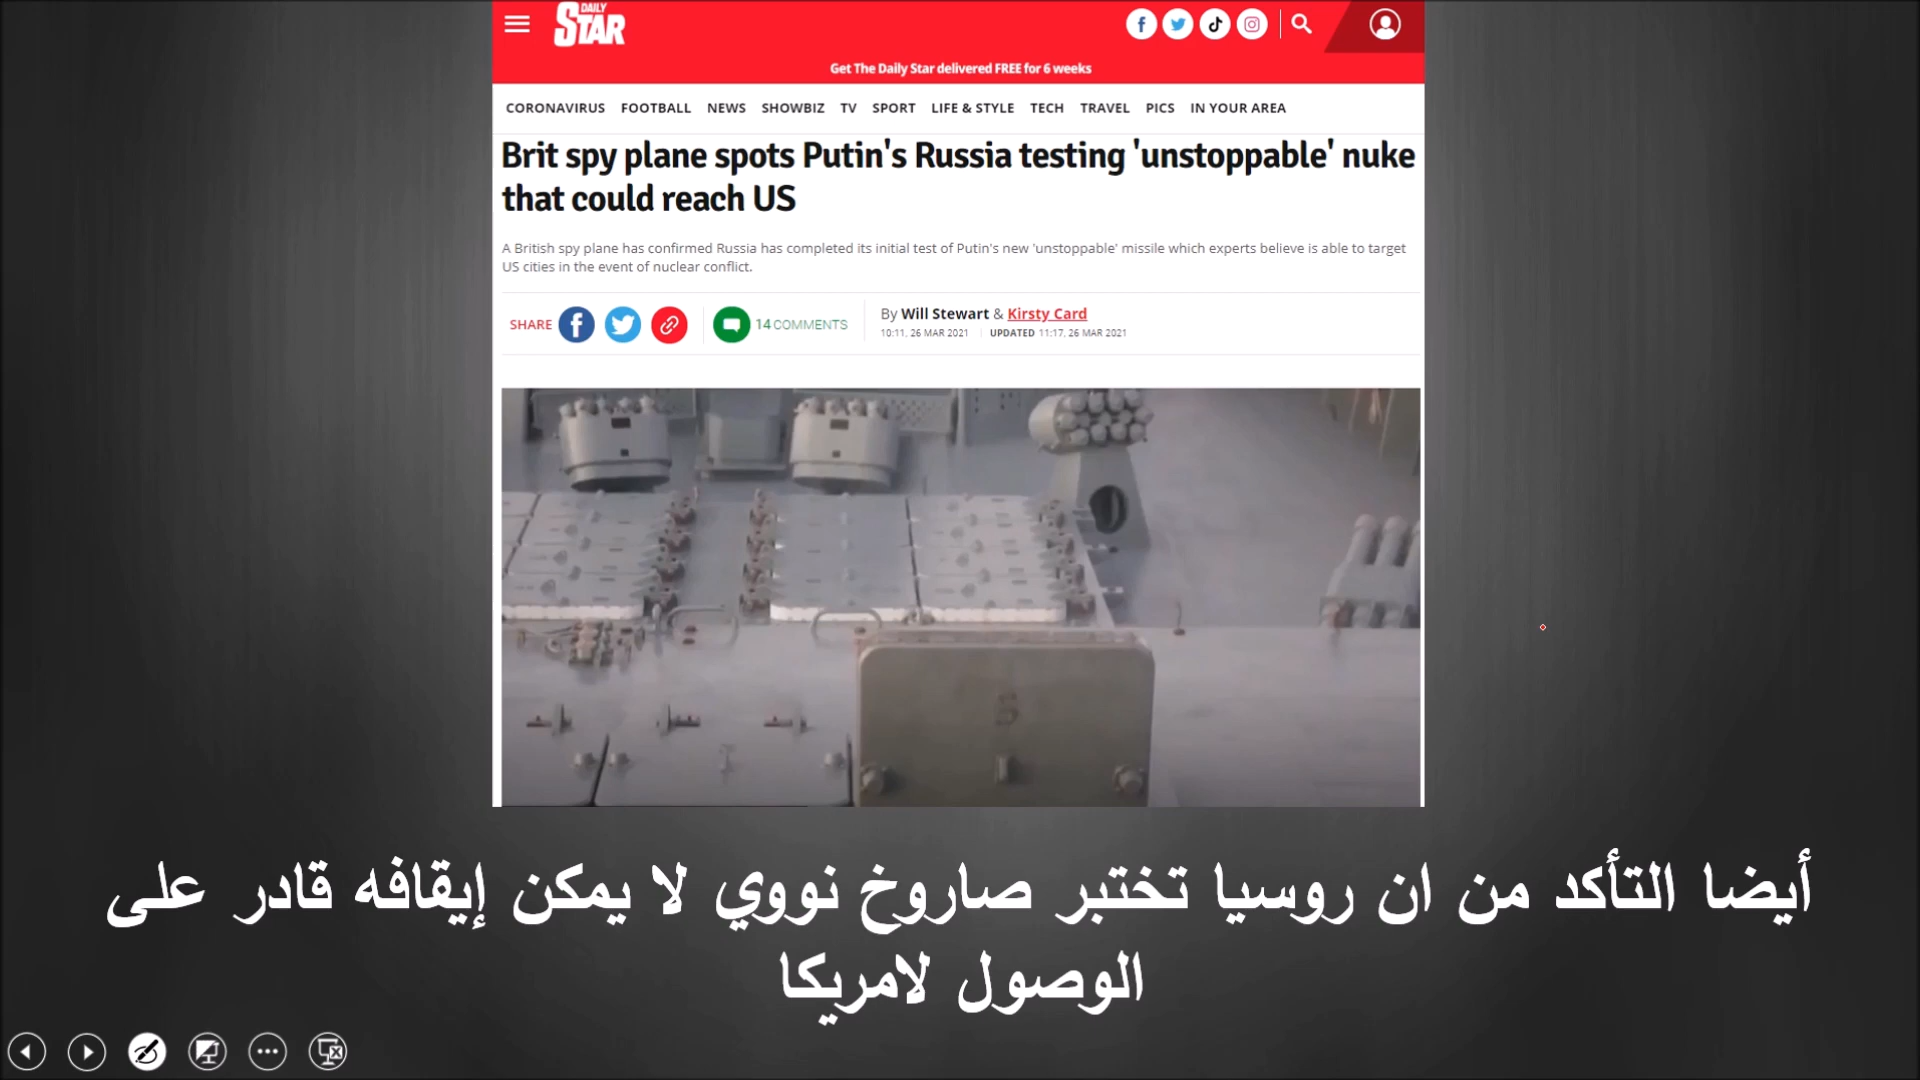 DAILY
STAR
Get The Daily Star delivered FREE for 6 weeks
CORONAVIRUS FOOTBALL NEWS SHOWBIZ TV SPORT LIFE & STYLE TECH TRAVEL PICS IN YOUR AREA
Brit spy plane spots Putin's Russia testing 'unstoppable' nuke
that could reach US
A British spy plane has confirmed Russia has completed its initial test of Putin's new 'unstoppable' missile which experts believe is able to target
US cities in the event of nuclear conflict.
SHARE 14 COMMENTS
By Will Stewart & Kirsty Card
10:11, 26 MAR 2021 UPDATED 11:17, 26 MAR 2021
أيضا التأكد من ان روسيا تختبر صاروخ نووي لا يمكن إيقافه قادر على
الوصول لامريكا